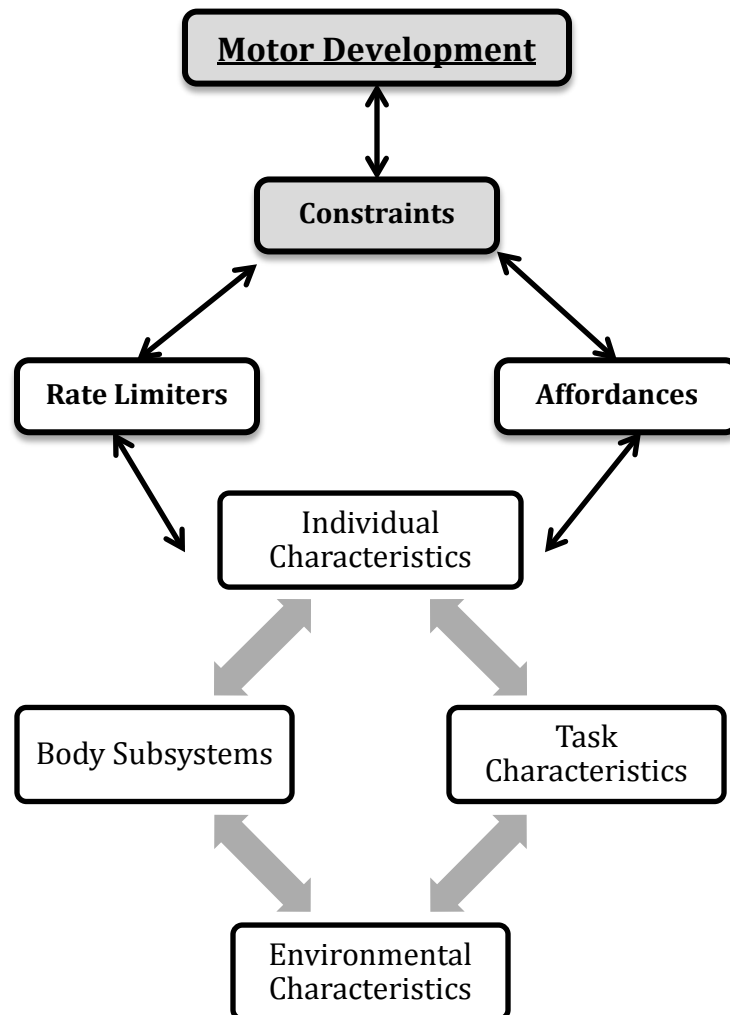 Motor Development
Constraints
Rate Limiters
Affordances
Individual
Characteristics
Body Subsystems
Task
Characteristics
Environmental
Characteristics